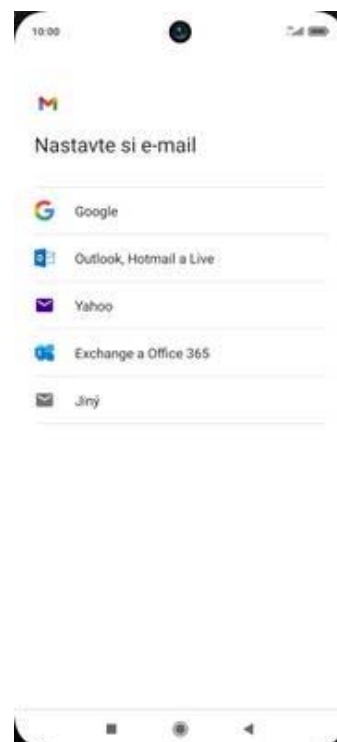 10:00
Nastavte si e-mail
Google
Outlook, Hotmail a Live
Yahoo
Exchange a Office 365
Jiný